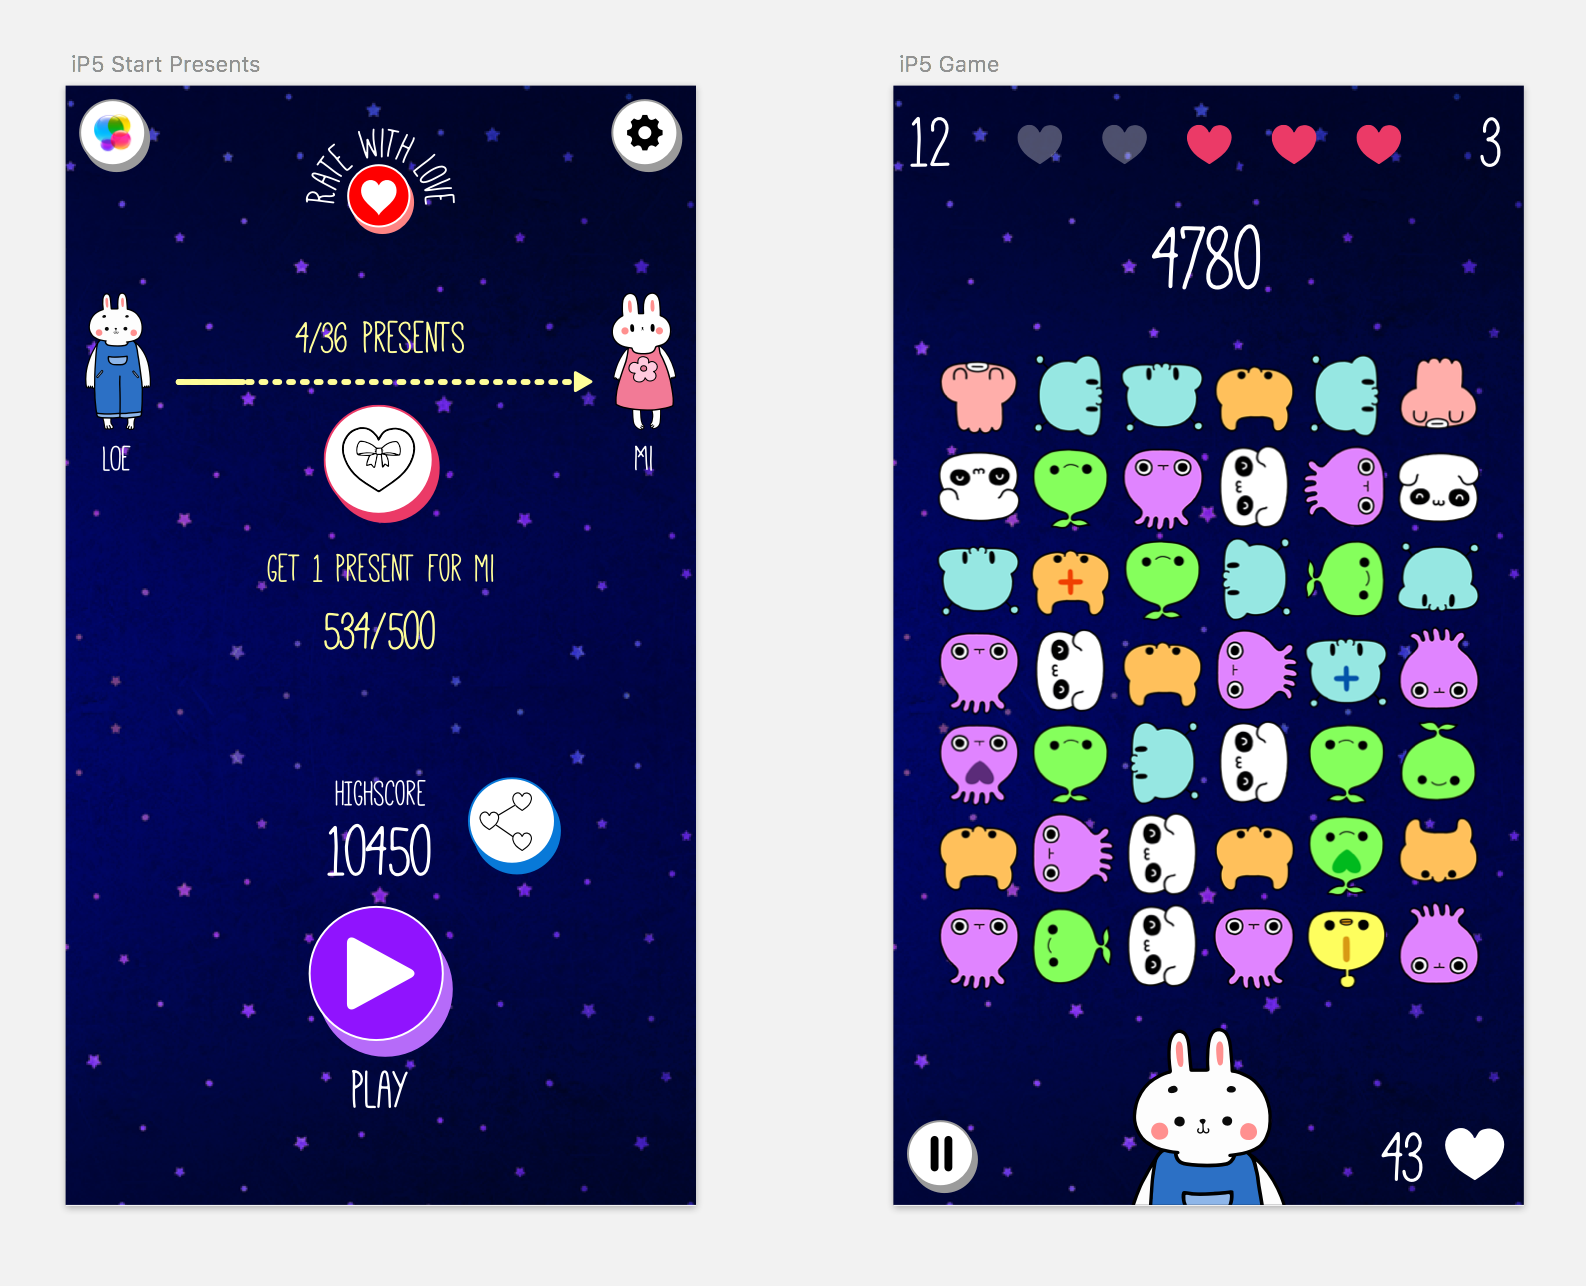 iP5 Start Presents
RATE WITH LOVE
4/36 PRESENTS
LOE
MI
GET 1 PRESENT FOR MI
534/500
HIGHSCORE
10450
PLAY
iP5 Game
12
3
4780
43